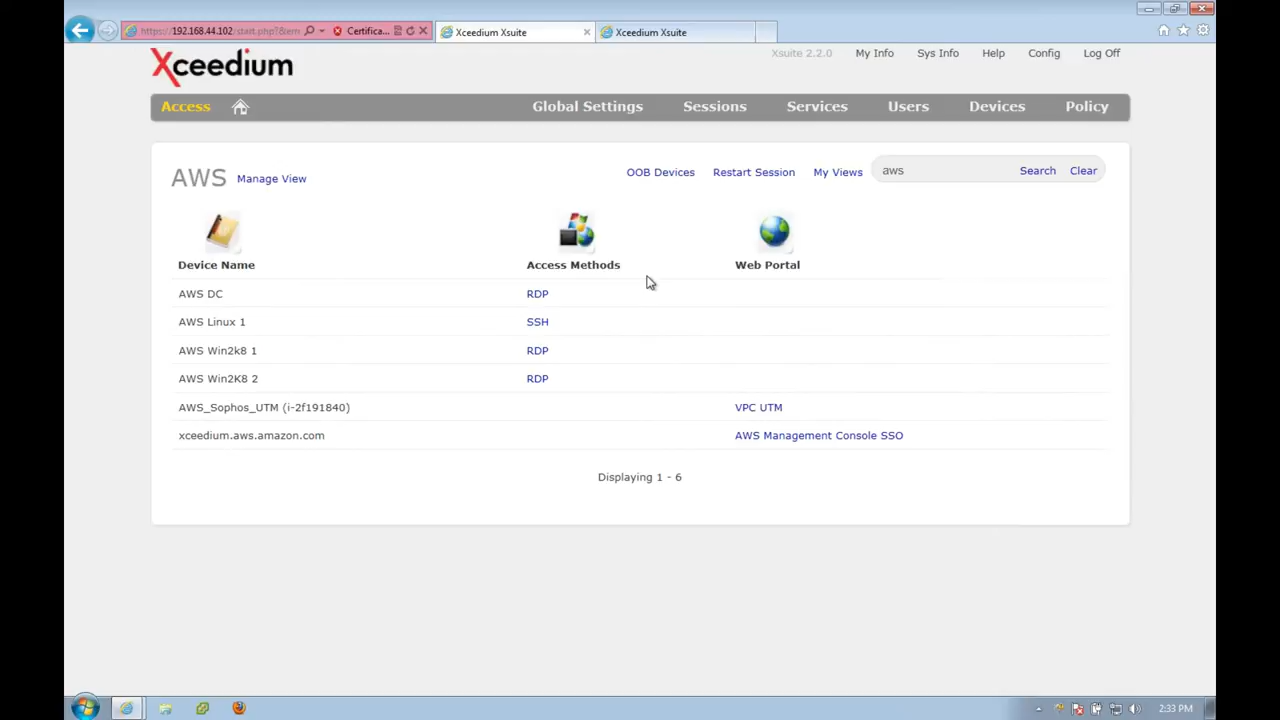 https://192.168.44.102/start.php?&iem
Certifica...
Xceedium Xsuite
Xceedium Xsuite
Xceedium
Xsuite 2.2.0
My Info
Sys Info
Help
Config
Log Off
Access
Global Settings
Sessions
Services
Users
Devices
Policy
AWS
Manage View
OOB Devices
Restart Session
My Views
aws
Search
Clear
Device Name
Access Methods
Web Portal
AWS DC
RDP
AWS Linux 1
SSH
AWS Win2k8 1
RDP
AWS Win2K8 2
RDP
AWS_Sophos_UTM (i-2f191840)
VPC UTM
xceedium.aws.amazon.com
AWS Management Console SSO
Displaying 1 - 6
2:33 PM